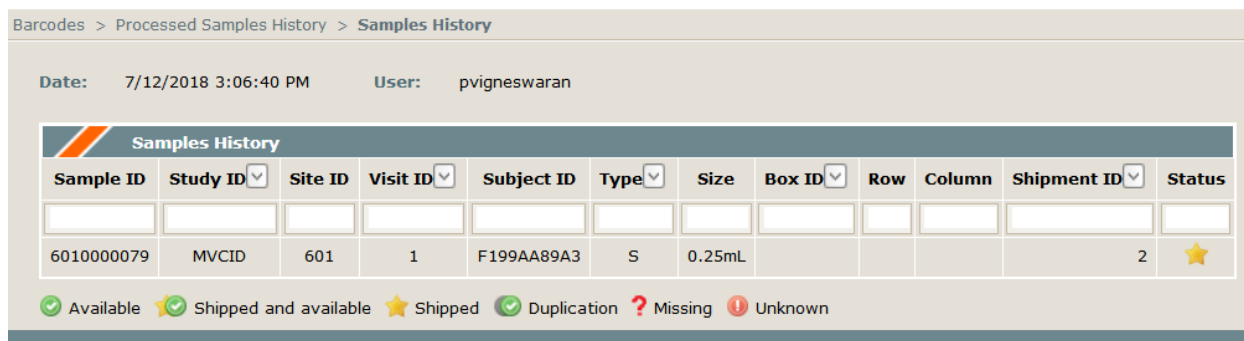 Barcodes > Processed Samples History > Samples History
Date: 7/12/2018 3:06:40 PM User: pvigneswaran
Samples History
Sample ID Study ID Site ID Visit ID Subject ID Type Size Box ID Row Column Shipment ID Status
6010000079 MVCID 601 1 F199AA89A3 S 0.25mL 2
Available Shipped and available Shipped Duplication ? Missing Unknown